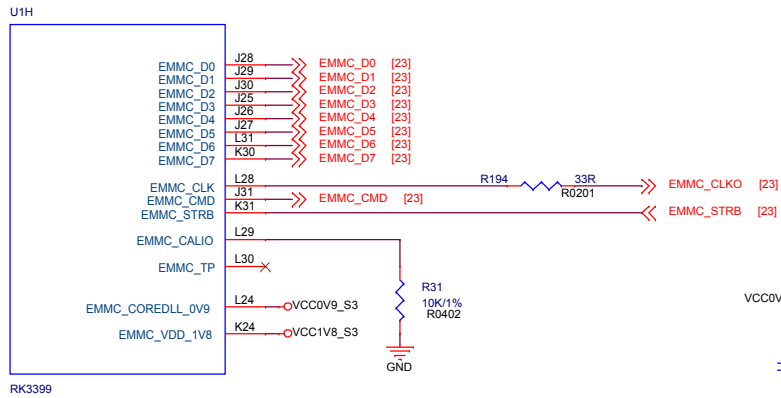 U1H
EMMC_D0 J28 EMMC_D0 [23]
EMMC_D1 J29 EMMC_D1 [23]
EMMC_D2 J30 EMMC_D2 [23]
EMMC_D3 J25 EMMC_D3 [23]
EMMC_D4 J26 EMMC_D4 [23]
EMMC_D5 J27 EMMC_D5 [23]
EMMC_D6 L31 EMMC_D6 [23]
EMMC_D7 K30 EMMC_D7 [23]
EMMC_CLK L28 R194 33R R0201 EMMC_CLKO [23]
EMMC_CMD J31 EMMC_CMD [23]
EMMC_STRB K31 EMMC_STRB [23]
EMMC_CALIO L29
EMMC_TP L30
R31
10K/1%
R0402
EMMC_COREDLL_0V9 L24 VCC0V9_S3
VCC0V
EMMC_VDD_1V8 K24 VCC1V8_S3
GND
RK3399